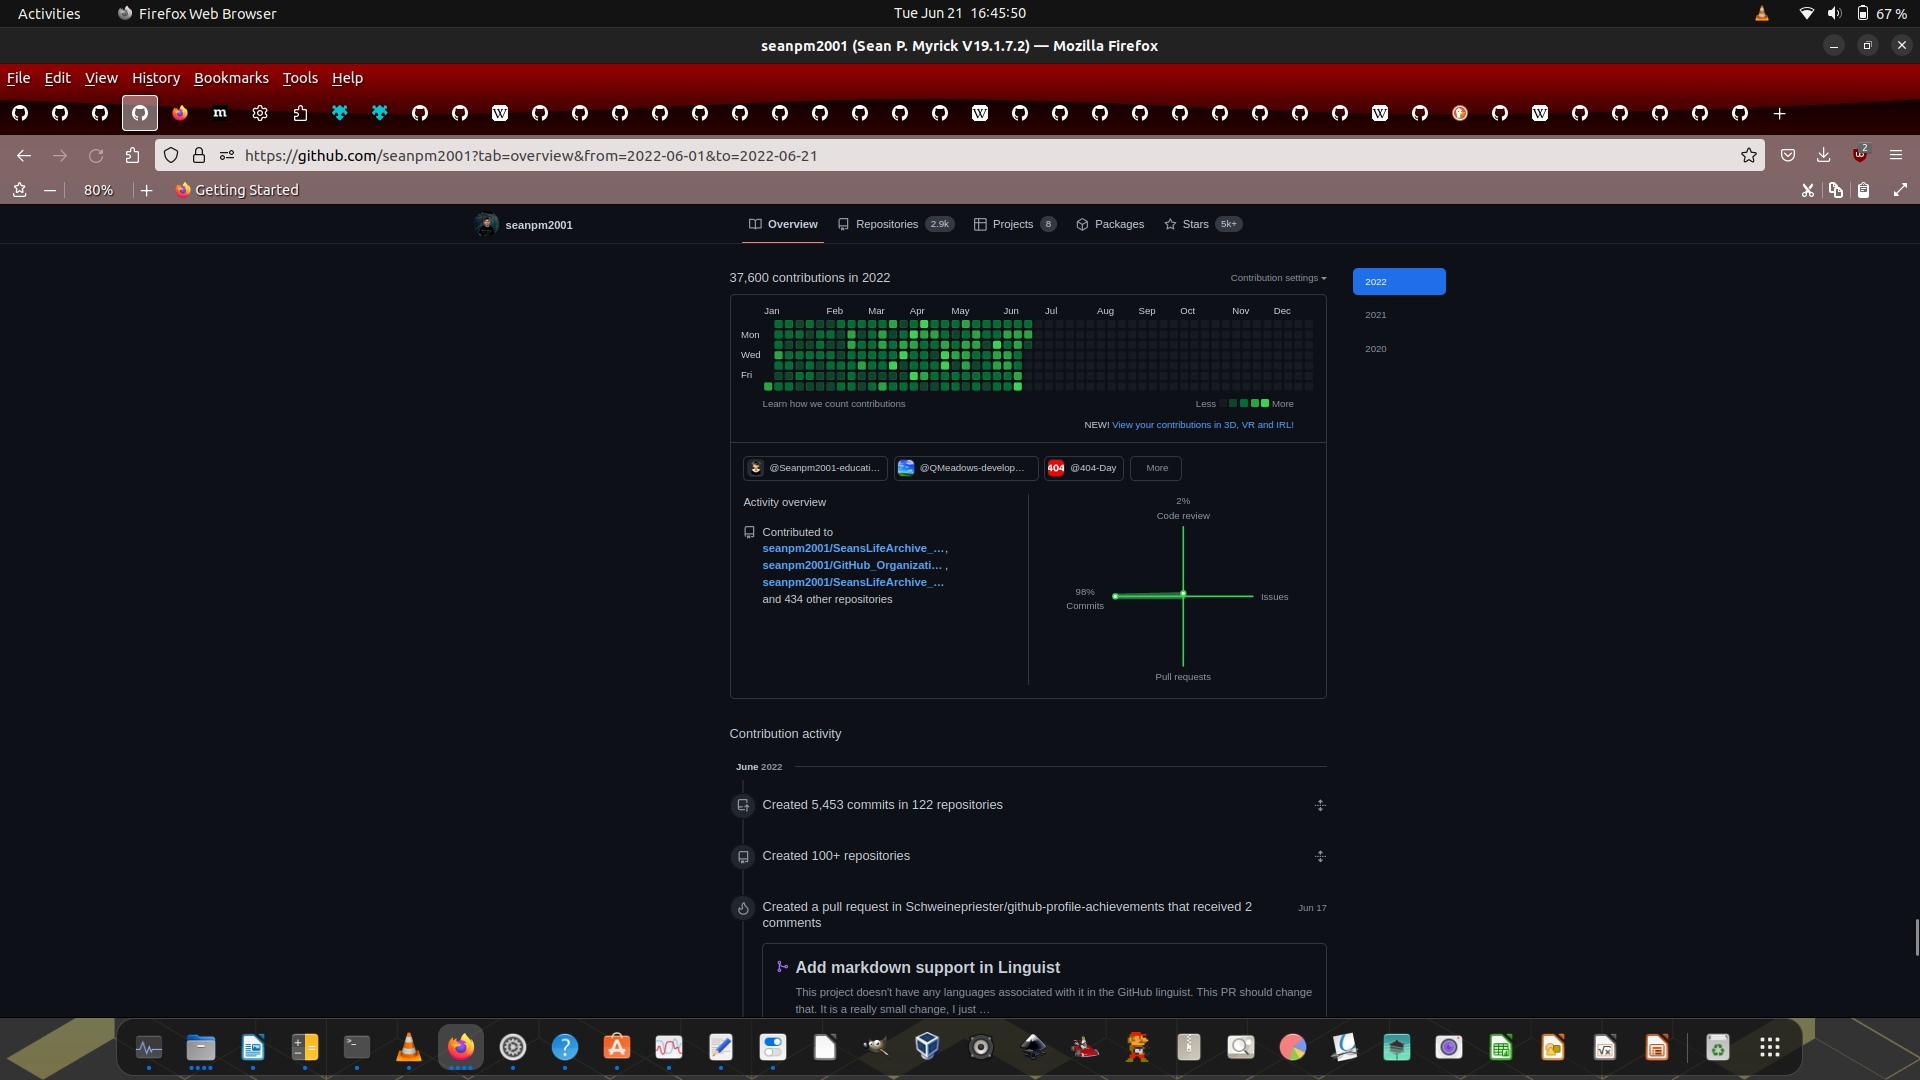 Activities
Firefox Web Browser
Tue Jun 21 16:45:50
67 %
seanpm2001 (Sean P. Myrick V19.1.7.2) — Mozilla Firefox
File Edit View History Bookmarks Tools Help
https://github.com/seanpm2001?tab=overview&from=2022-06-01&to=2022-06-21
2
80%
Getting Started
seanpm2001
Overview
Repositories 2.9k
Projects 8
Packages
Stars 5k+
37,600 contributions in 2022
Contribution settings
2022
2021
2020
Jan Feb Mar Apr May Jun Jul Aug Sep Oct Nov Dec
Mon
Wed
Fri
Learn how we count contributions
Less More
NEW! View your contributions in 3D, VR and IRL!
@Seanpm2001-educati…
@QMeadows-develop…
404 @404-Day
More
Activity overview
Contributed to
seanpm2001/SeansLifeArchive_…,
seanpm2001/GitHub_Organizati… ,
seanpm2001/SeansLifeArchive_…
and 434 other repositories
2%
Code review
98%
Commits
Issues
Pull requests
Contribution activity
June 2022
Created 5,453 commits in 122 repositories
Created 100+ repositories
Created a pull request in Schweinepriester/github-profile-achievements that received 2
comments
Jun 17
Add markdown support in Linguist
This project doesn't have any languages associated with it in the GitHub linguist. This PR should change
that. It is a really small change, I just …